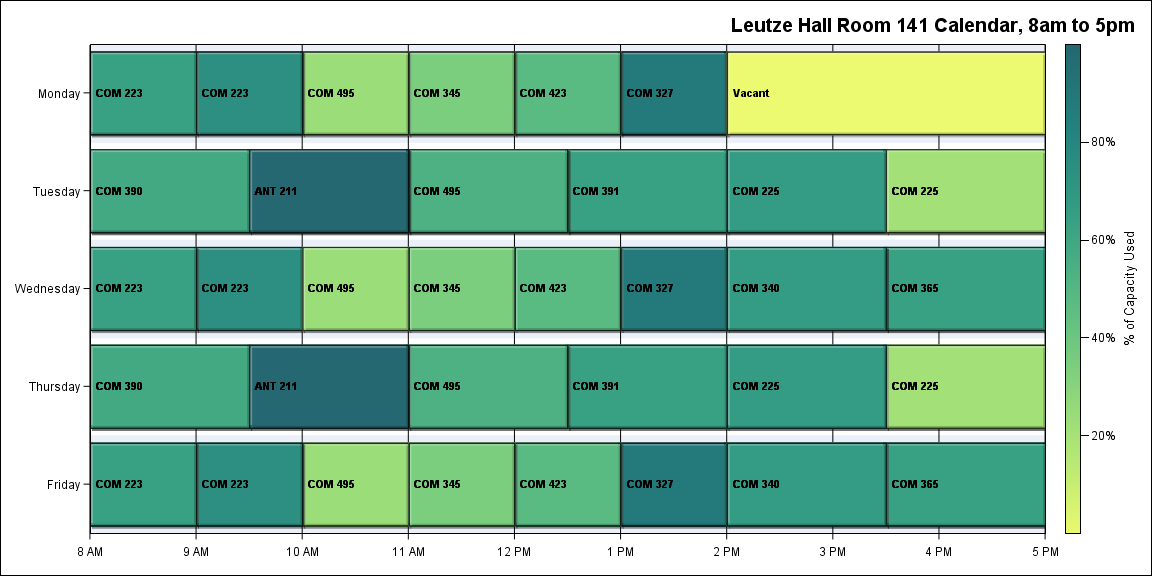 Leutze Hall Room 141 Calendar, 8am to 5pm
Monday
COM 223
COM 223
COM 495
COM 345
COM 423
COM 327
Vacant
Tuesday
COM 390
ANT 211
COM 495
COM 391
COM 225
COM 225
Wednesday
COM 223
COM 223
COM 495
COM 345
COM 423
COM 327
COM 340
COM 365
Thursday
COM 390
ANT 211
COM 495
COM 391
COM 225
COM 225
Friday
COM 223
COM 223
COM 495
COM 345
COM 423
COM 327
COM 340
COM 365
8 AM
9 AM
10 AM
11 AM
12 PM
1 PM
2 PM
3 PM
4 PM
5 PM
80%
60%
40%
20%
% of Capacity Used